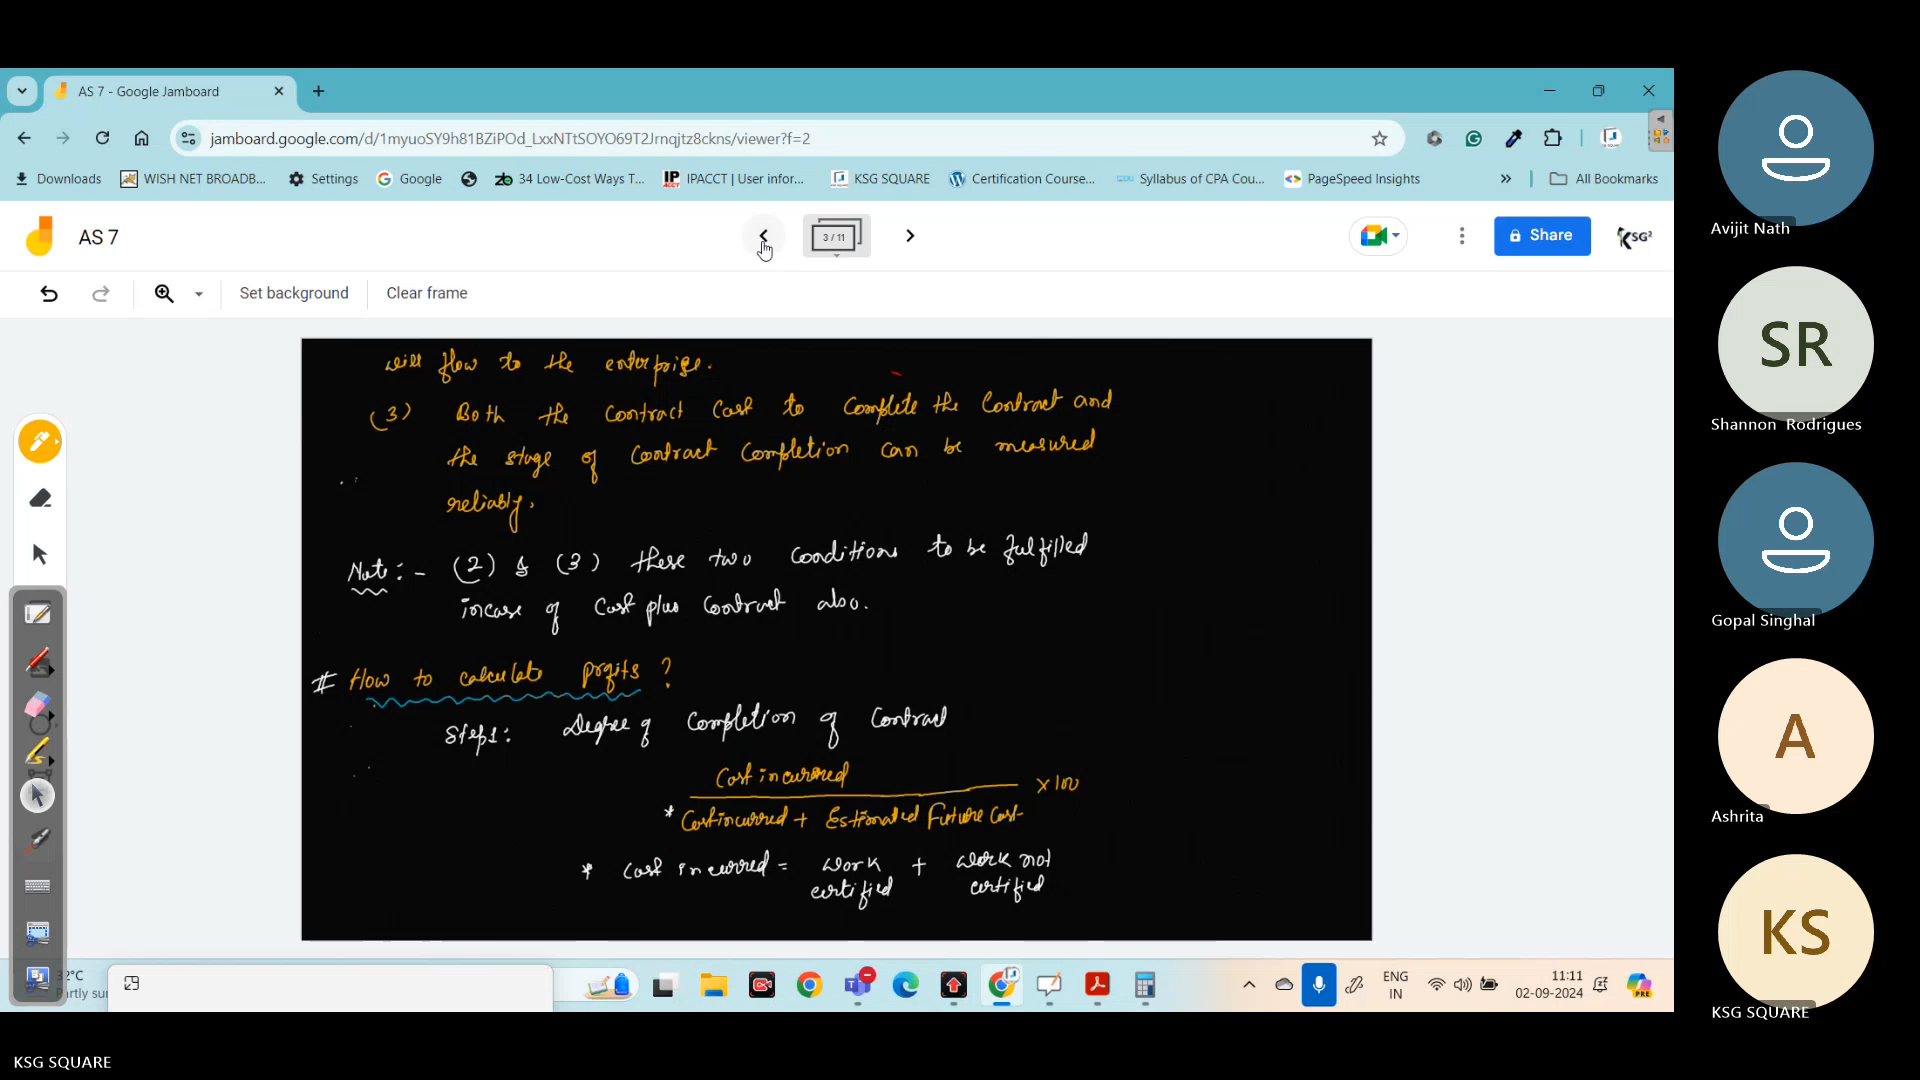 AS 7 - Google Jamboard
jamboard.google.com/d/1myuoSY9h81BZiPOd_LxxNTtSOYO69T2Jrnqjtz8ckns/viewer?f=2
Downloads WISH NET BROADB... Settings Google 34 Low-Cost Ways T... IPACCT | User infor... KSG SQUARE Certification Course... Syllabus of CPA Cou... PageSpeed Insights » All Bookmarks
AS 7 3 / 11 Share KSG²
Set background Clear frame
will flow to the enterprise.
(3) Both the contract Cost to complete the Contract and
the stage of Contract Completion can be measured
reliably.
Note:- (2) & (3) these two conditions to be fulfilled
incase of Cost plus Contract also.
# How to calculate profits ?
Steps: Degree of Completion of Contract
Cost incurred
x 100
* Cost incurred + Estimated Future Cost
* Cost incurred = work certified + work not certified
32°C
Partly su
ENG
IN
11:11
02-09-2024
PRE
Avijit Nath
SR
Shannon Rodrigues
Gopal Singhal
A
Ashrita
KS
KSG SQUARE
KSG SQUARE